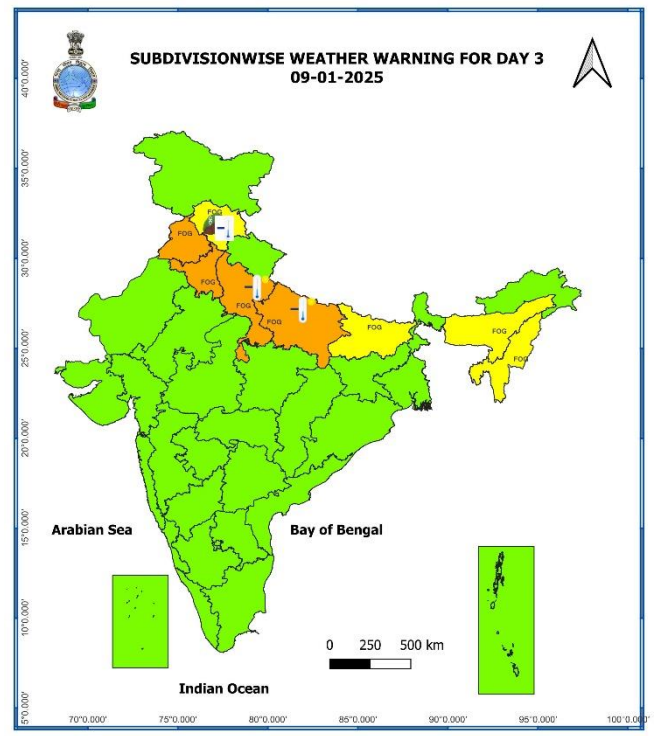 SUBDIVISIONWISE WEATHER WARNING FOR DAY 3
09-01-2025
40°0.000'
35°0.000'
30°0.000'
25°0.000'
20°0.000'
15°0.000'
10°0.000'
5°0.000'
FOG
FOG
FOG
FOG
FOG
FOG
FOG
FOG
Arabian Sea
Bay of Bengal
Indian Ocean
0 250 500 km
70°0.000' 75°0.000' 80°0.000' 85°0.000' 90°0.000' 95°0.000' 100°0.000'